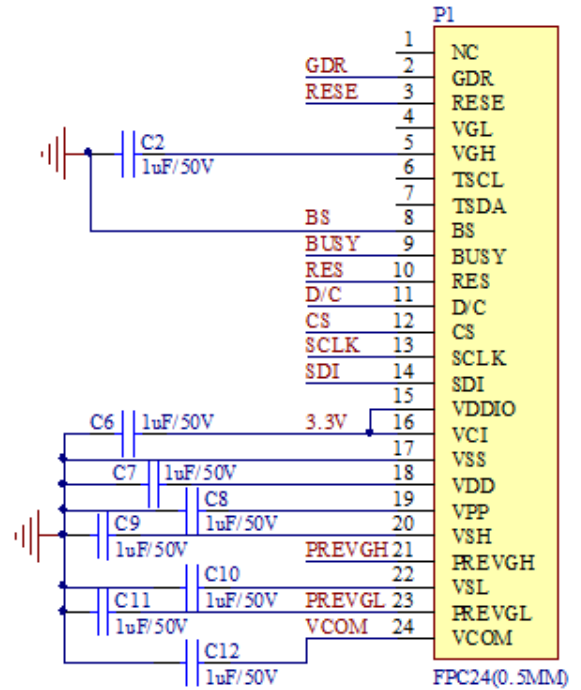 P1
1 NC
GDR 2 GDR
RESE 3 RESE
4 VGL
C2 5 VGH
1uF/50V
6 TSCL
7 TSDA
BS 8 BS
BUSY 9 BUSY
RES 10 RES
D/C 11 D/C
CS 12 CS
SCLK 13 SCLK
SDI 14 SDI
15 VDDIO
C6 1uF/50V 3.3V 16 VCI
17 VSS
C7 1uF/50V 18 VDD
C8 19 VPP
C9 1uF/50V 20 VSH
1uF/50V
PREVGH 21 PREVGH
C10 22 VSL
C11 1uF/50V PREVGL 23 PREVGL
1uF/50V VCOM 24 VCOM
C12
1uF/50V
FPC24(0.5MM)